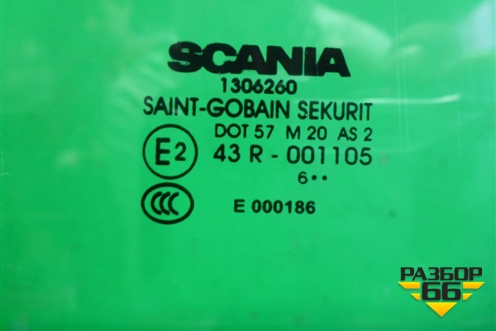 SCANIA
1306260
SAINT-GOBAIN SEKURIT
DOT 57 M 20 AS 2
E2 43 R - 001105
6••
CCC E 000186
РАЗБОР
66